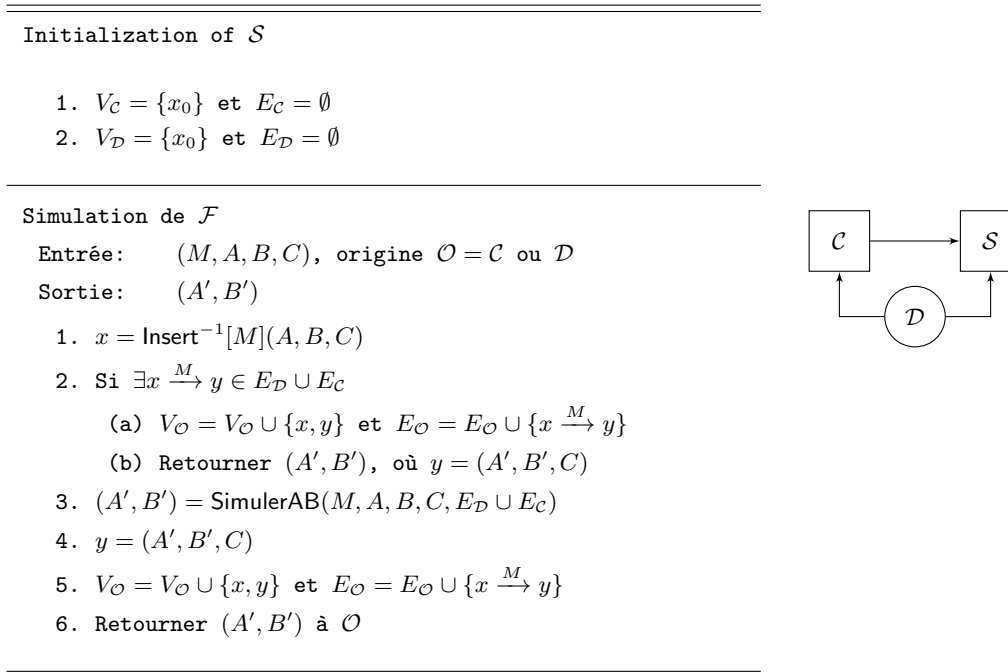 Initialization of 𝒮
1. V_𝒞 = {x₀} et E_𝒞 = ∅
2. V_𝒟 = {x₀} et E_𝒟 = ∅
Simulation de ℱ
Entrée: (M, A, B, C), origine 𝒪 = 𝒞 ou 𝒟
Sortie: (A′, B′)
1. x = Insert⁻¹[M](A, B, C)
2. Si ∃x —M→ y ∈ E_𝒟 ∪ E_𝒞
(a) V_𝒪 = V_𝒪 ∪ {x, y} et E_𝒪 = E_𝒪 ∪ {x —M→ y}
(b) Retourner (A′, B′), où y = (A′, B′, C)
3. (A′, B′) = SimulerAB(M, A, B, C, E_𝒟 ∪ E_𝒞)
4. y = (A′, B′, C)
5. V_𝒪 = V_𝒪 ∪ {x, y} et E_𝒪 = E_𝒪 ∪ {x —M→ y}
6. Retourner (A′, B′) à 𝒪
𝒞 𝒮
𝒟